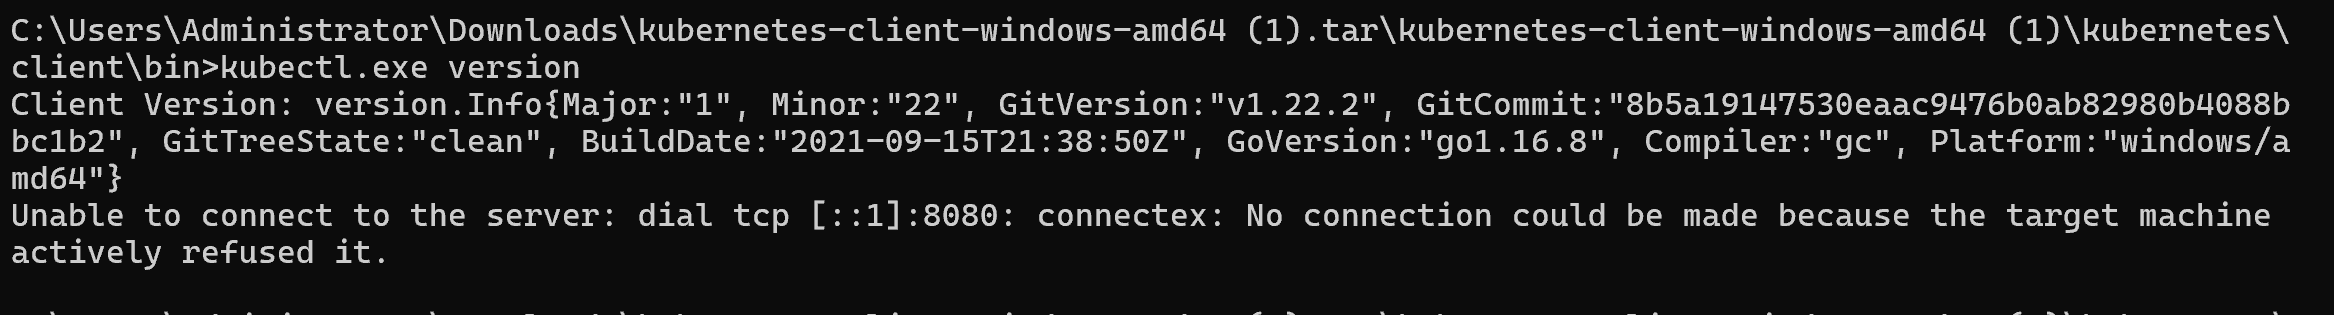 C:\Users\Administrator\Downloads\kubernetes-client-windows-amd64 (1).tar\kubernetes-client-windows-amd64 (1)\kubernetes\
client\bin>kubectl.exe version
Client Version: version.Info{Major:"1", Minor:"22", GitVersion:"v1.22.2", GitCommit:"8b5a19147530eaac9476b0ab82980b4088b
bc1b2", GitTreeState:"clean", BuildDate:"2021-09-15T21:38:50Z", GoVersion:"go1.16.8", Compiler:"gc", Platform:"windows/a
md64"}
Unable to connect to the server: dial tcp [::1]:8080: connectex: No connection could be made because the target machine
actively refused it.